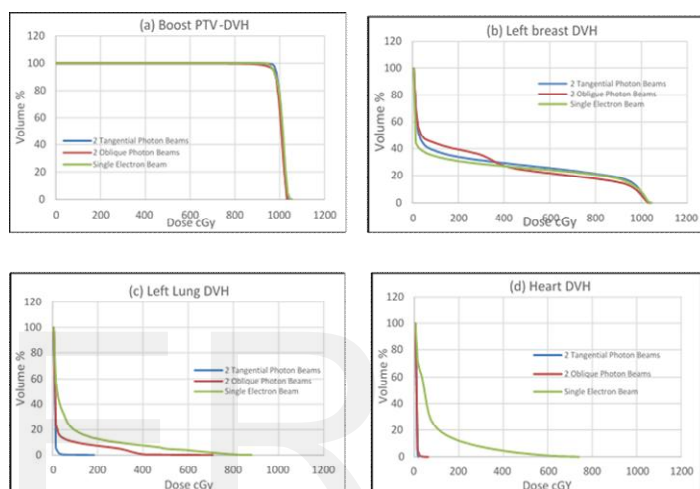 (a) Boost PTV-DVH
120
100
80
60
40
20
0
Volume %
2 Tangential Photon Beams
2 Oblique Photon Beams
Single Electron Beam
0 200 400 600 800 1000 1200
Dose cGy
(b) Left breast DVH
120
100
80
60
40
20
0
Volume %
2 Tangential Photon Beams
2 Oblique Photon Beams
Single Electron Beam
0 200 400 600 800 1000 1200
Dose cGy
(c) Left Lung DVH
120
100
80
60
40
20
0
Volume %
2 Tangential Photon Beams
2 Oblique Photon Beams
Single Electron Beam
0 200 400 600 800 1000 1200
Dose cGy
(d) Heart DVH
120
100
80
60
40
20
0
Volume %
2 Tangential Photon Beams
2 Oblique Photon Beams
Single Electron Beam
0 200 400 600 800 1000 1200
Dose cGy